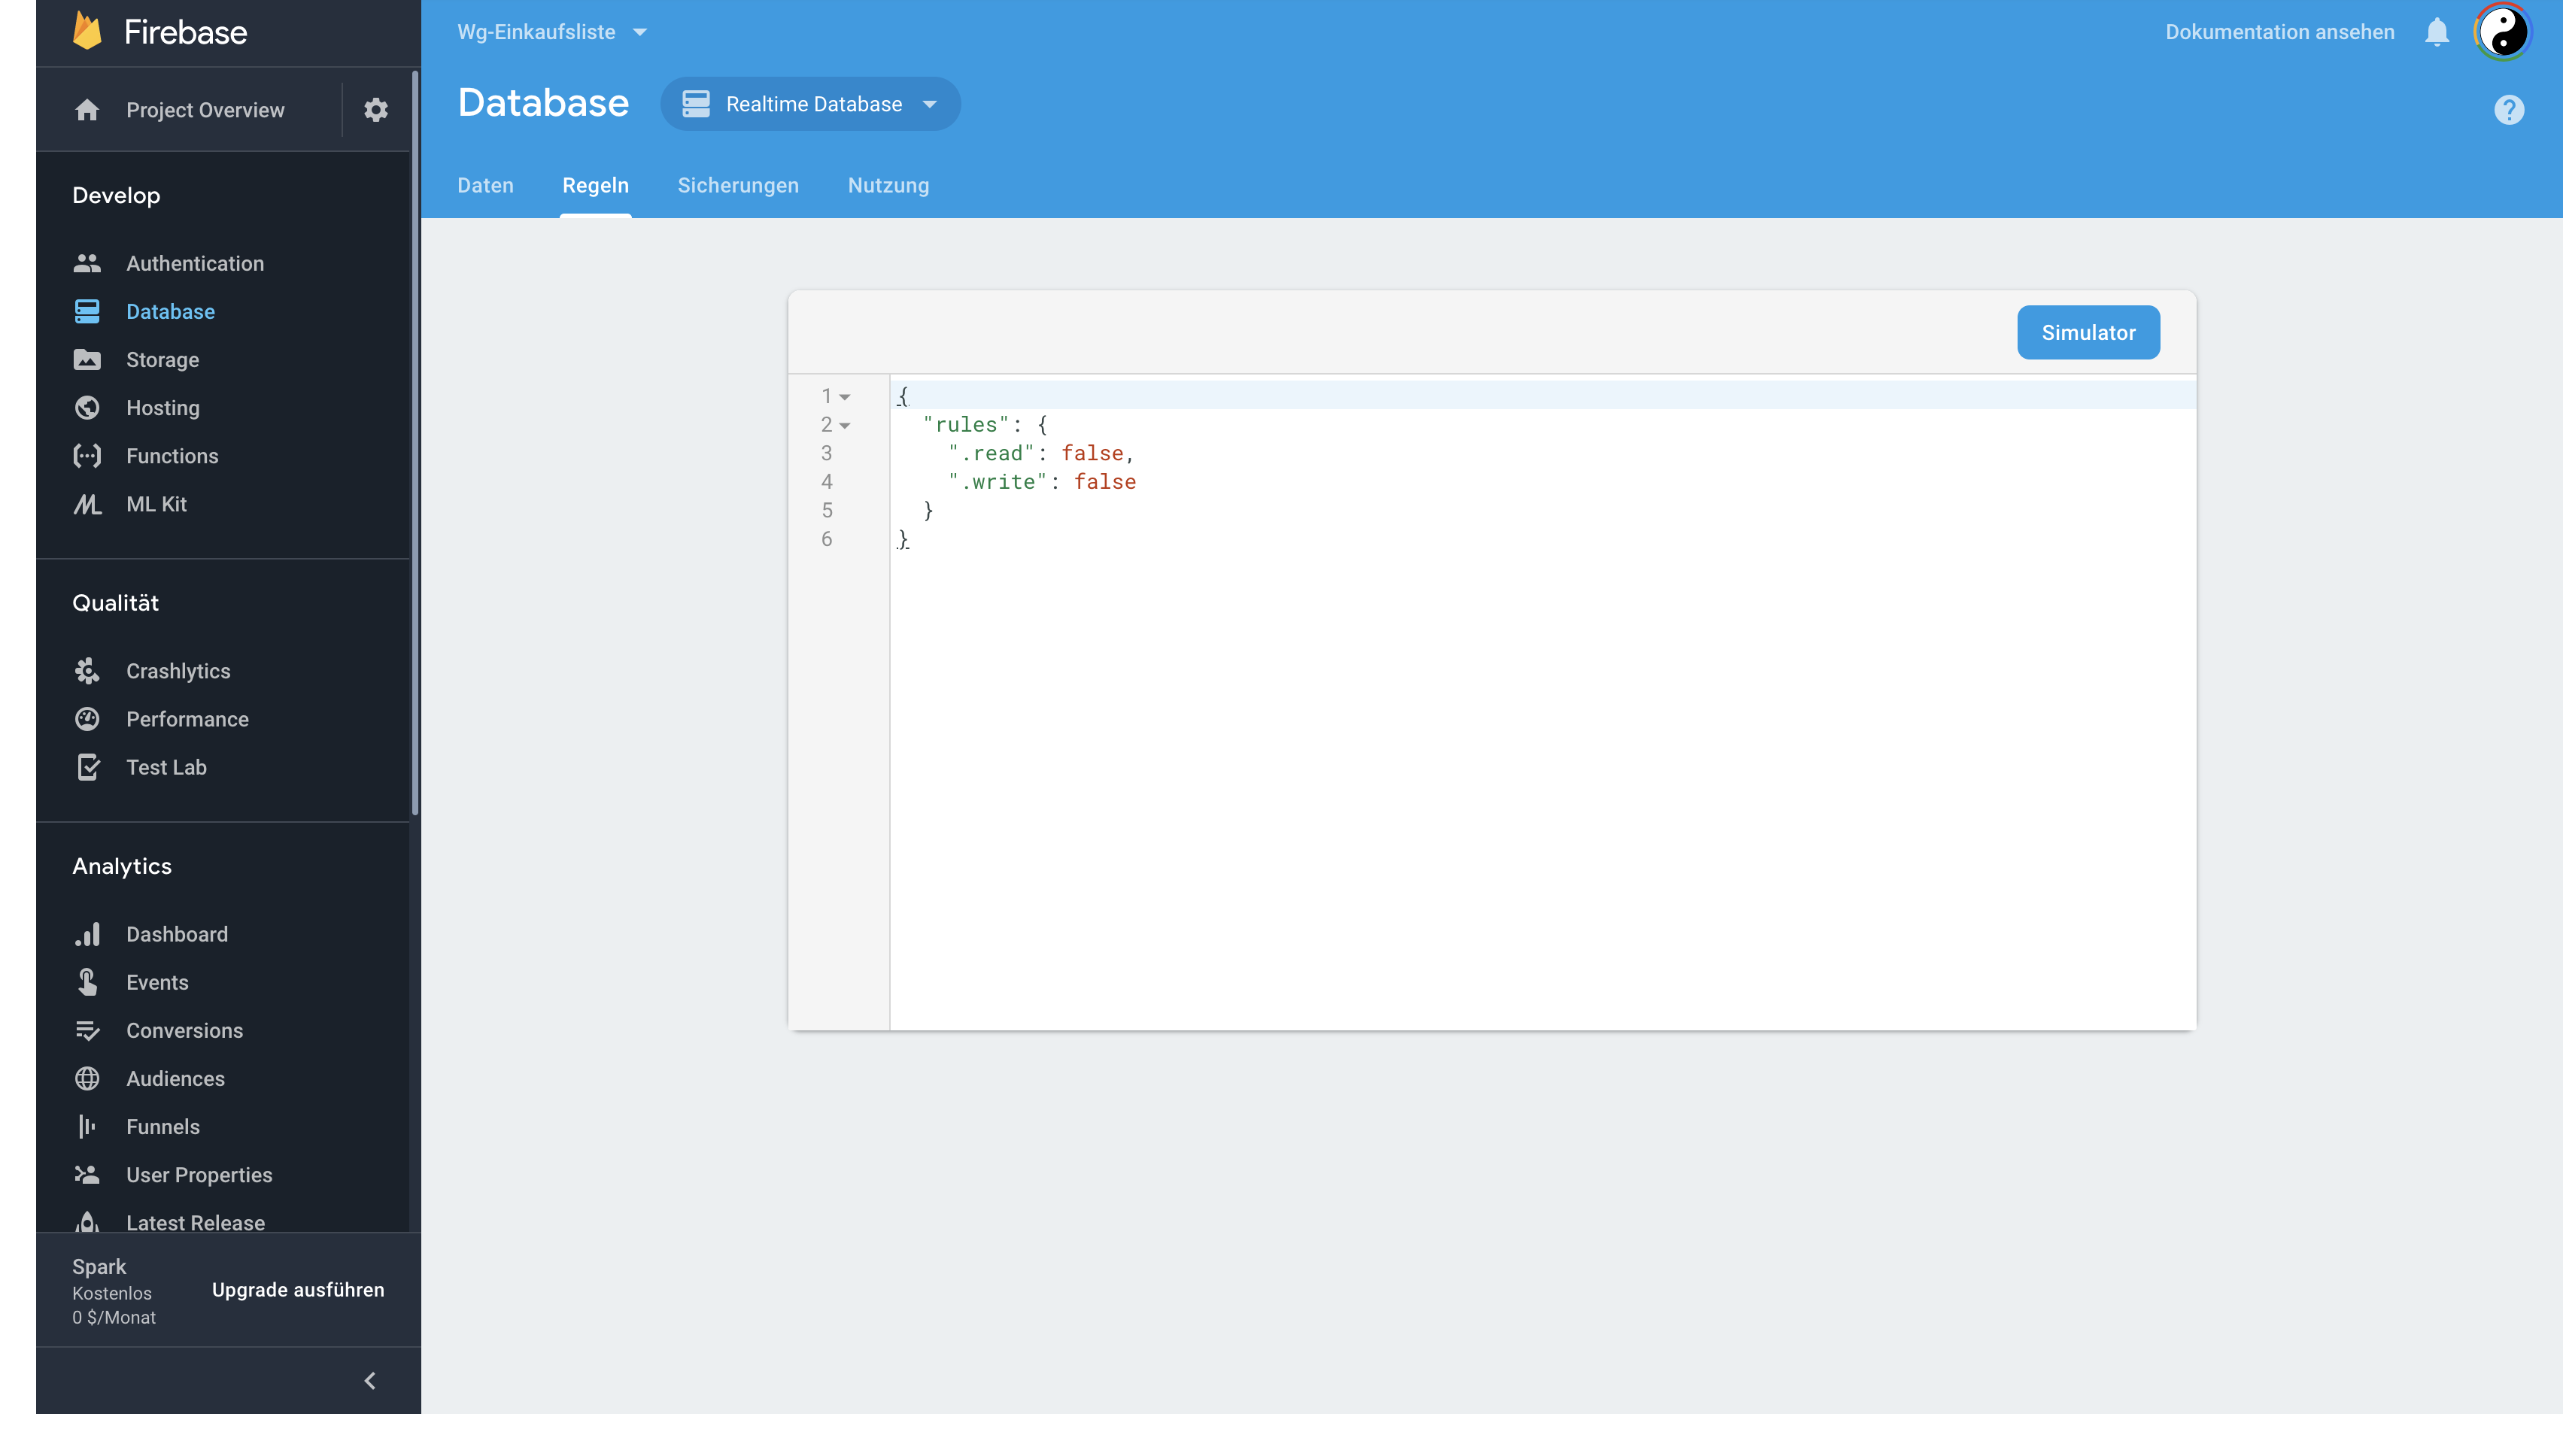 Firebase
Project Overview
Develop
Authentication
Database
Storage
Hosting
Functions
ML Kit
Qualität
Crashlytics
Performance
Test Lab
Analytics
Dashboard
Events
Conversions
Audiences
Funnels
User Properties
Latest Release
Spark
Kostenlos
0 $/Monat
Upgrade ausführen
Wg-Einkaufsliste
Dokumentation ansehen
Database
Realtime Database
Daten Regeln Sicherungen Nutzung
Simulator
1 {
2 "rules": {
3 ".read": false,
4 ".write": false
5 }
6 }